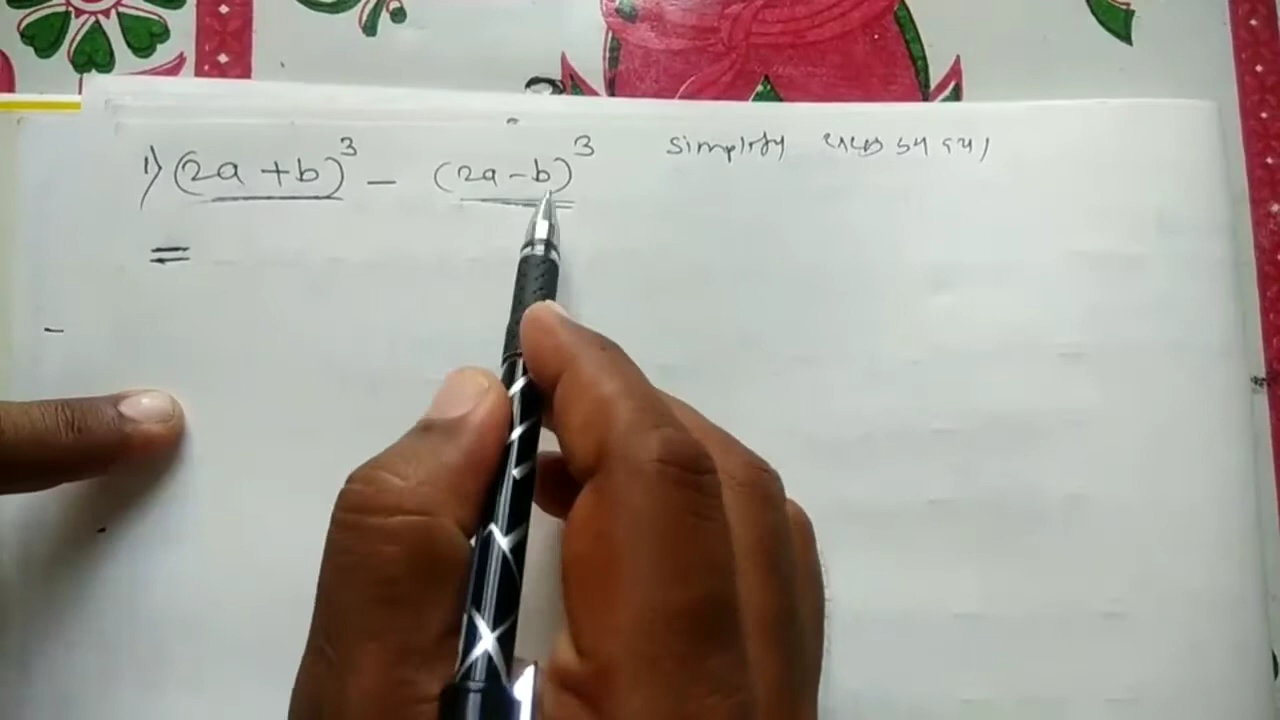 1) (2a+b)³ - (2a-b)³ simplify
=